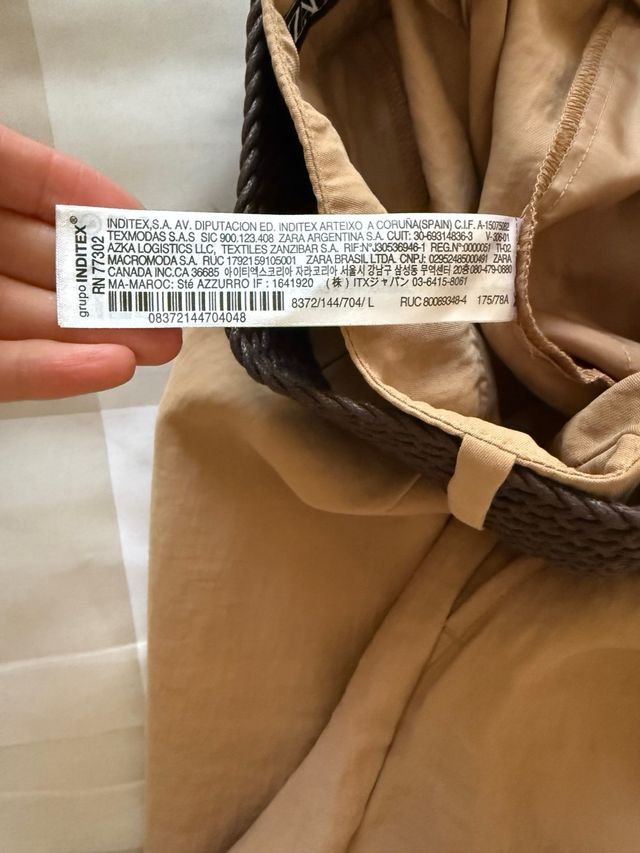 grupo INDITEX®
RN 77302
INDITEX,S.A. AV. DIPUTACION ED. INDITEX ARTEIXO A CORUÑA(SPAIN) C.I.F. A-15075062
TEXMODAS S.A.S SIC 900.123.408 ZARA ARGENTINA S.A. CUIT: 30-69314836-3 V-306-01
AZKA LOGISTICS LLC, TEXTILES ZANZIBAR S.A. RIF:N°J30536946-1 REG.N°0000051 TI-02
MACROMODA S.A. RUC 1792159105001 ZARA BRASIL LTDA. CNPJ: 02952485000491 ZARA
CANADA INC.CA 36685 아이티엑스코리아 자라코리아 서울시 강남구 삼성동 무역센터 20층 080-479-0880
MA-MAROC: Sté AZZURRO IF : 1641920 (株) ITXジャパン 03-6415-8061
8372/144/704/ L RUC 80089348-4 175/78A
08372144704048